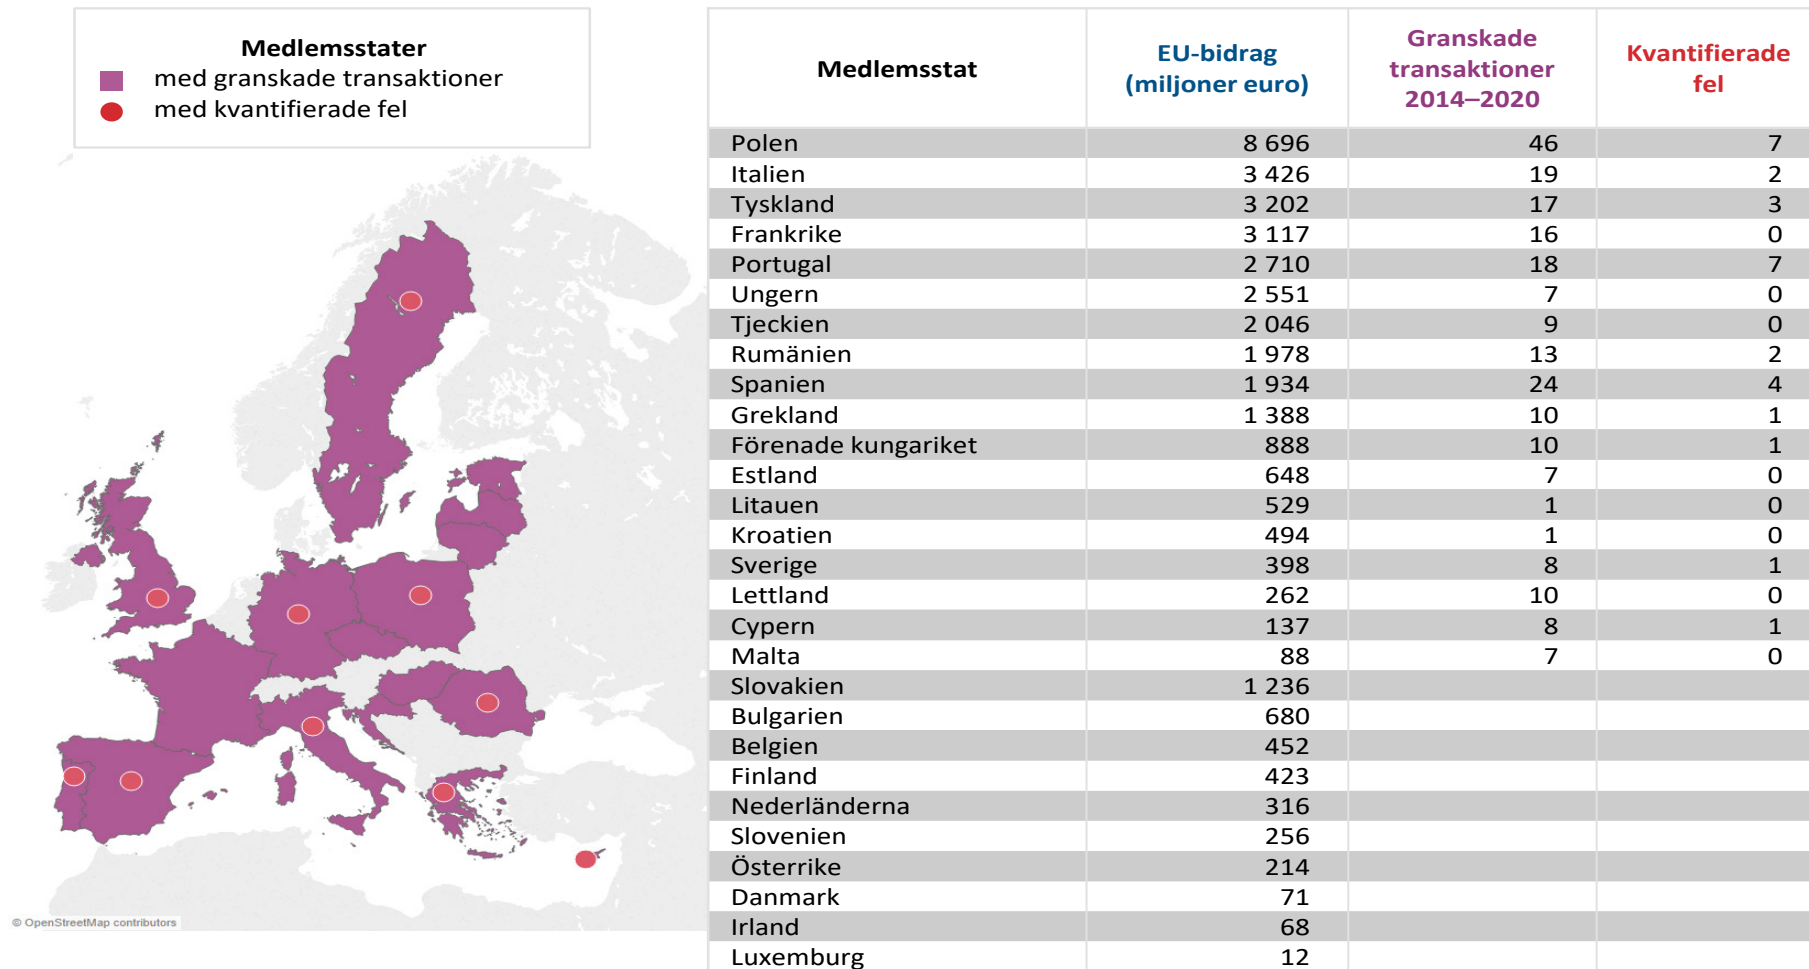 Medlemsstater
med granskade transaktioner
med kvantifierade fel
© OpenStreetMap contributors
Medlemsstat
EU-bidrag
(miljoner euro)
Granskade
transaktioner
2014–2020
Kvantifierade
fel
Polen 8 696 46 7
Italien 3 426 19 2
Tyskland 3 202 17 3
Frankrike 3 117 16 0
Portugal 2 710 18 7
Ungern 2 551 7 0
Tjeckien 2 046 9 0
Rumänien 1 978 13 2
Spanien 1 934 24 4
Grekland 1 388 10 1
Förenade kungariket 888 10 1
Estland 648 7 0
Litauen 529 1 0
Kroatien 494 1 0
Sverige 398 8 1
Lettland 262 10 0
Cypern 137 8 1
Malta 88 7 0
Slovakien 1 236
Bulgarien 680
Belgien 452
Finland 423
Nederländerna 316
Slovenien 256
Österrike 214
Danmark 71
Irland 68
Luxemburg 12